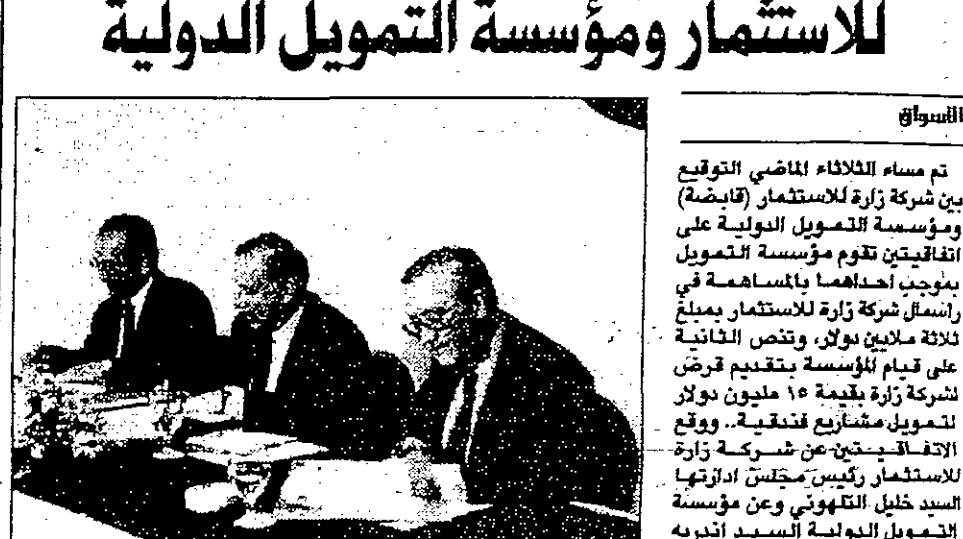 للاستثمار ومؤسسة التمويل الدولية
الاسواق
تم مساء الثلاثاء الماضي التوقيع
بين شركة زارة للاستثمار (قابضة)
ومؤسسة التمويل الدولية على
اتفاقيتين تقوم مؤسسة التمويل
بموجب احداهما بالمساهمة في
راسمال شركة زارة للاستثمار بمبلغ
ثلاثة ملايين دولار، وتنص الثانية
على قيام المؤسسة بتقديم قرض
لشركة زارة بقيمة ١٥ مليون دولار
لتمويل مشاريع فندقية.. ووقع
الاتفاقيتين عن شركة زارة
للاستثمار رئيس مجلس ادارتها
السيد خليل التلهوني وعن مؤسسة
التمويل الدولية السيد اندريه